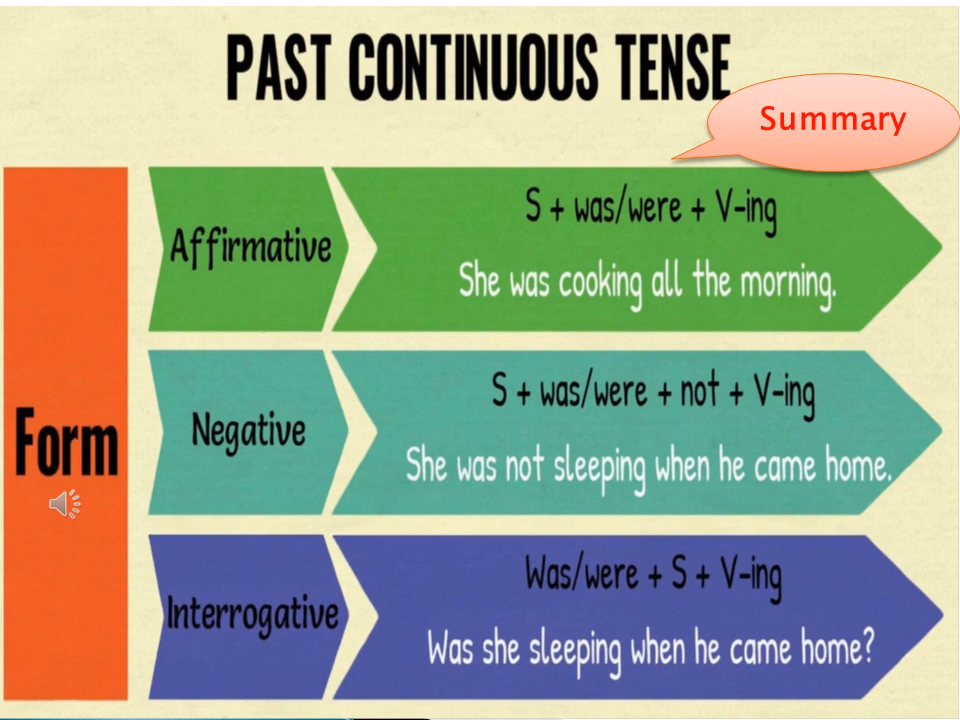 PAST CONTINUOUS TENSE
Summary
Form
Affirmative
S + was/were + V-ing
She was cooking all the morning.
Negative
S + was/were + not + V-ing
She was not sleeping when he came home.
Interrogative
Was/were + S + V-ing
Was she sleeping when he came home?